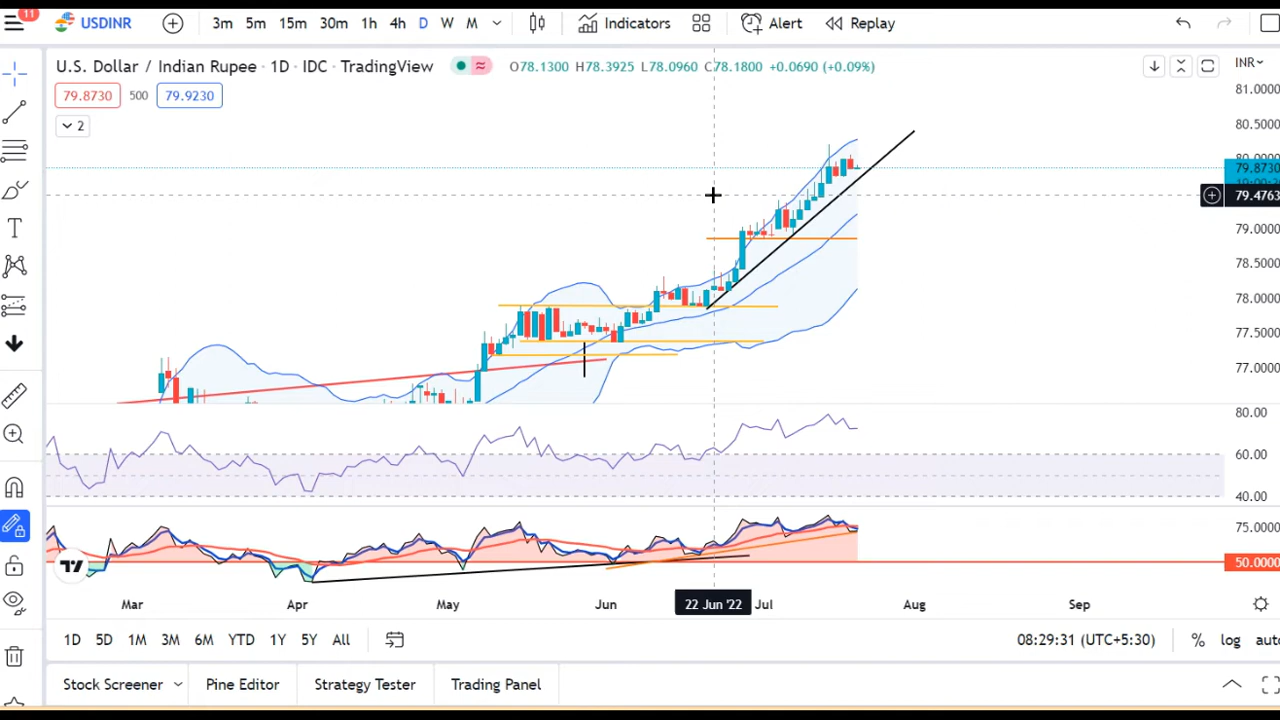 11
USDINR 3m 5m 15m 30m 1h 4h D W M Indicators Alert Replay
U.S. Dollar / Indian Rupee · 1D · IDC · TradingView O78.1300 H78.3925 L78.0960 C78.1800 +0.0690 (+0.09%) INR
79.8730 500 79.9230
2
81.0000
80.5000
79.8730
79.4763
79.0000
78.5000
78.0000
77.5000
77.0000
80.00
60.00
40.00
75.0000
50.0000
Mar Apr May Jun 22 Jun '22 Jul Aug Sep
1D 5D 1M 3M 6M YTD 1Y 5Y All 08:29:31 (UTC+5:30) % log auto
Stock Screener Pine Editor Strategy Tester Trading Panel